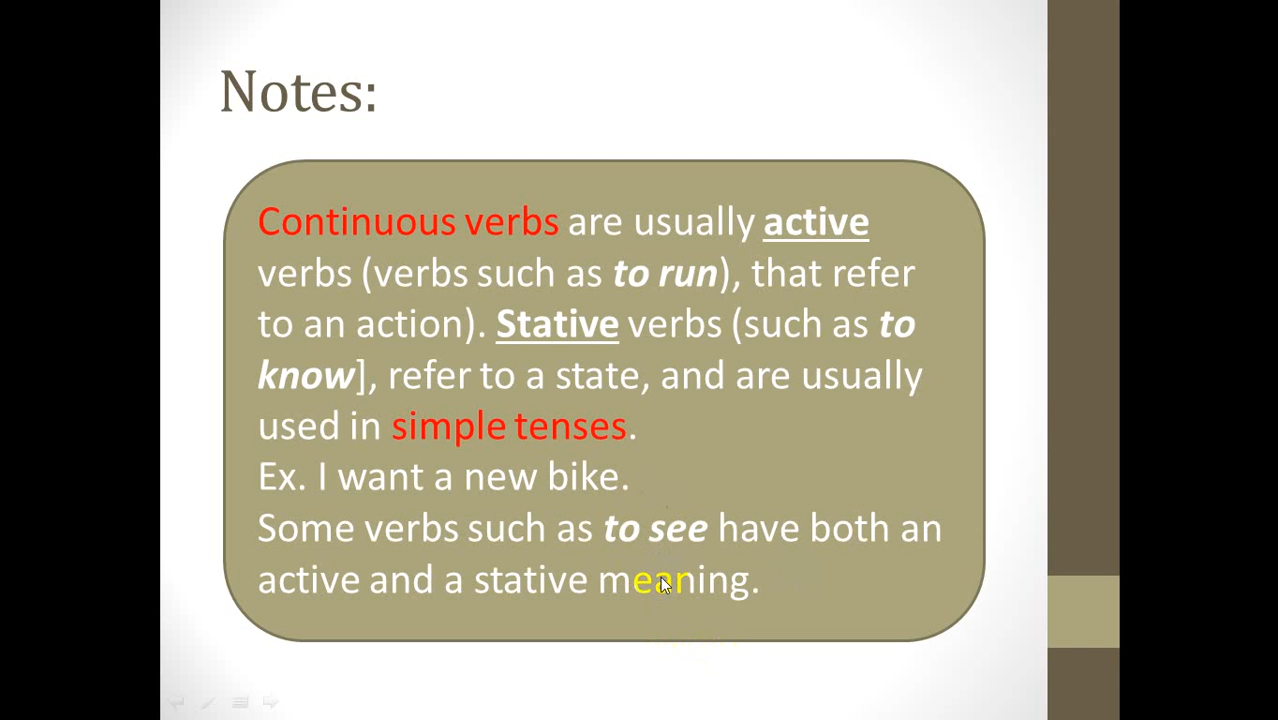 Notes:
Continuous verbs are usually active
verbs (verbs such as to run), that refer
to an action). Stative verbs (such as to
know], refer to a state, and are usually
used in simple tenses.
Ex. I want a new bike.
Some verbs such as to see have both an
active and a stative meaning.